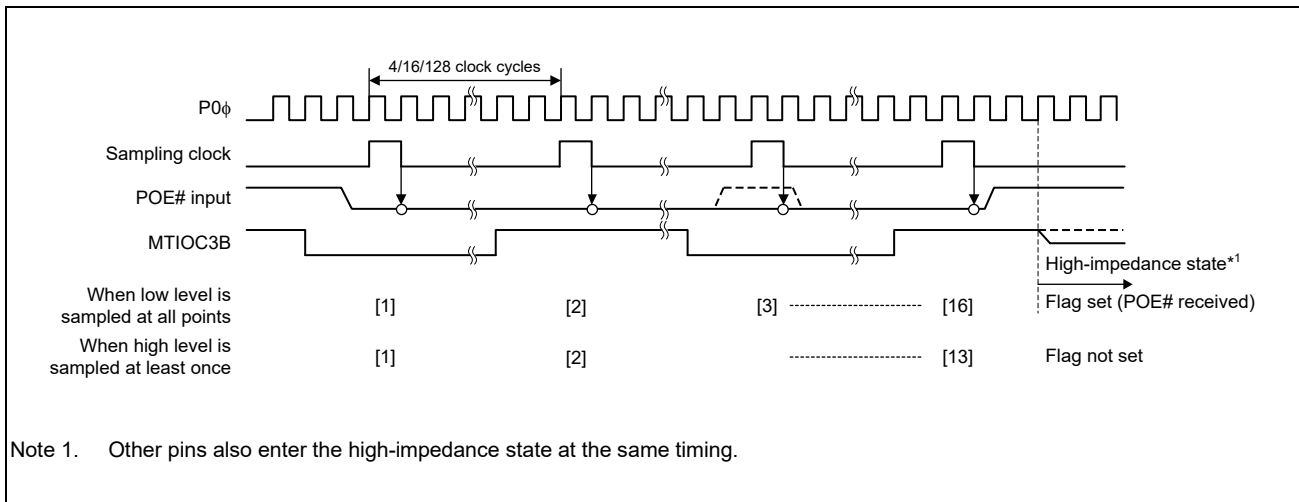 4/16/128 clock cycles
P0ϕ
Sampling clock
POE# input
MTIOC3B
High-impedance state*1
When low level is
sampled at all points
[1] [2] [3] [16] Flag set (POE# received)
When high level is
sampled at least once
[1] [2] [13] Flag not set
Note 1. Other pins also enter the high-impedance state at the same timing.